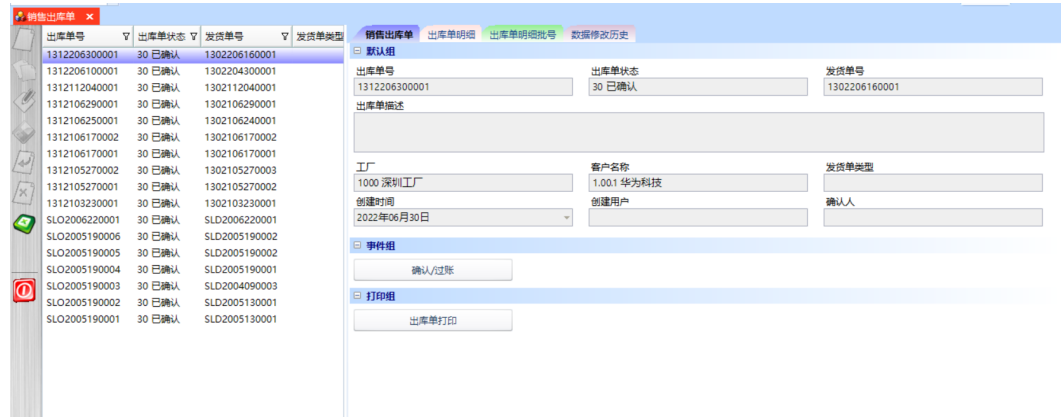 销售出库单
出库单号 出库单状态 发货单号 发货单类型
1312206300001 30 已确认 1302206160001
1312206100001 30 已确认 1302204300001
1312112040001 30 已确认 1302112040001
1312106290001 30 已确认 1302106290001
1312106250001 30 已确认 1302106240001
1312106170002 30 已确认 1302106170002
1312106170001 30 已确认 1302106170001
1312105270002 30 已确认 1302105270003
1312105270001 30 已确认 1302105270002
1312103230001 30 已确认 1302103230001
SLO2006220001 30 已确认 SLD2006220001
SLO2005190006 30 已确认 SLD2005190002
SLO2005190005 30 已确认 SLD2005190002
SLO2005190004 30 已确认 SLD2005190001
SLO2005190003 30 已确认 SLD2004090003
SLO2005190002 30 已确认 SLD2005130001
SLO2005190001 30 已确认 SLD2005130001
销售出库单 出库单明细 出库单明细批号 数据修改历史
默认组
出库单号 出库单状态 发货单号
1312206300001 30 已确认 1302206160001
出库单描述
工厂 客户名称 发货单类型
1000 深圳工厂 1.00.1 华为科技
创建时间 创建用户 确认人
2022年06月30日
事件组
确认/过账
打印组
出库单打印